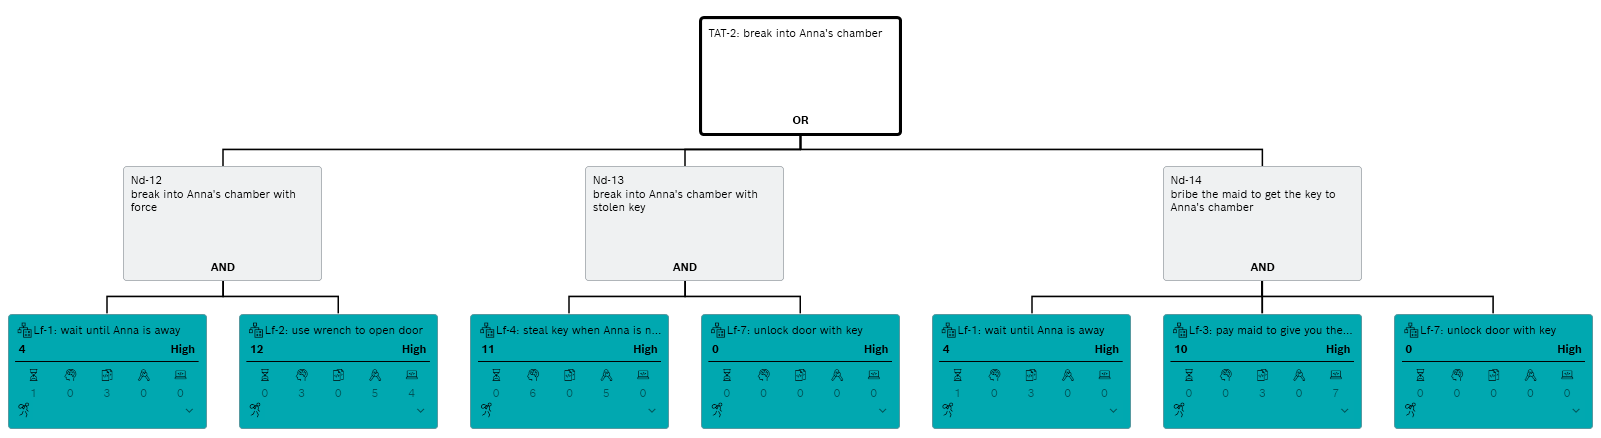 TAT-2: break into Anna's chamber
OR
Nd-12
break into Anna's chamber with
force
AND
Nd-13
break into Anna's chamber with
stolen key
AND
Nd-14
bribe the maid to get the key to
Anna's chamber
AND
Lf-1: wait until Anna is away
4 High
1 0 3 0 0
Lf-2: use wrench to open door
12 High
0 3 0 5 4
Lf-4: steal key when Anna is n...
11 High
0 6 0 5 0
Lf-7: unlock door with key
0 High
0 0 0 0 0
Lf-1: wait until Anna is away
4 High
1 0 3 0 0
Lf-3: pay maid to give you the...
10 High
0 0 3 0 7
Lf-7: unlock door with key
0 High
0 0 0 0 0